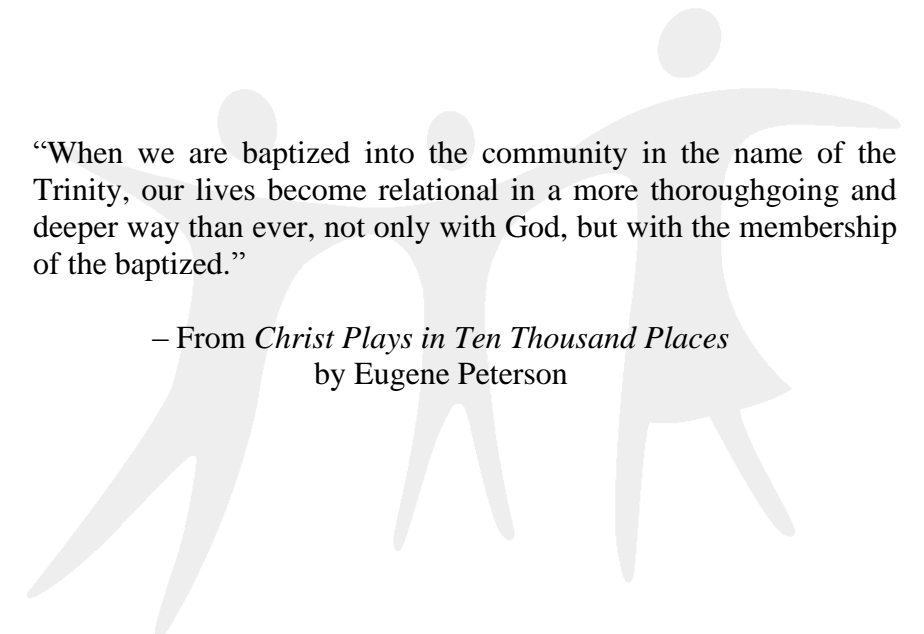 “When we are baptized into the community in the name of the
Trinity, our lives become relational in a more thoroughgoing and
deeper way than ever, not only with God, but with the membership
of the baptized.”
– From Christ Plays in Ten Thousand Places
by Eugene Peterson